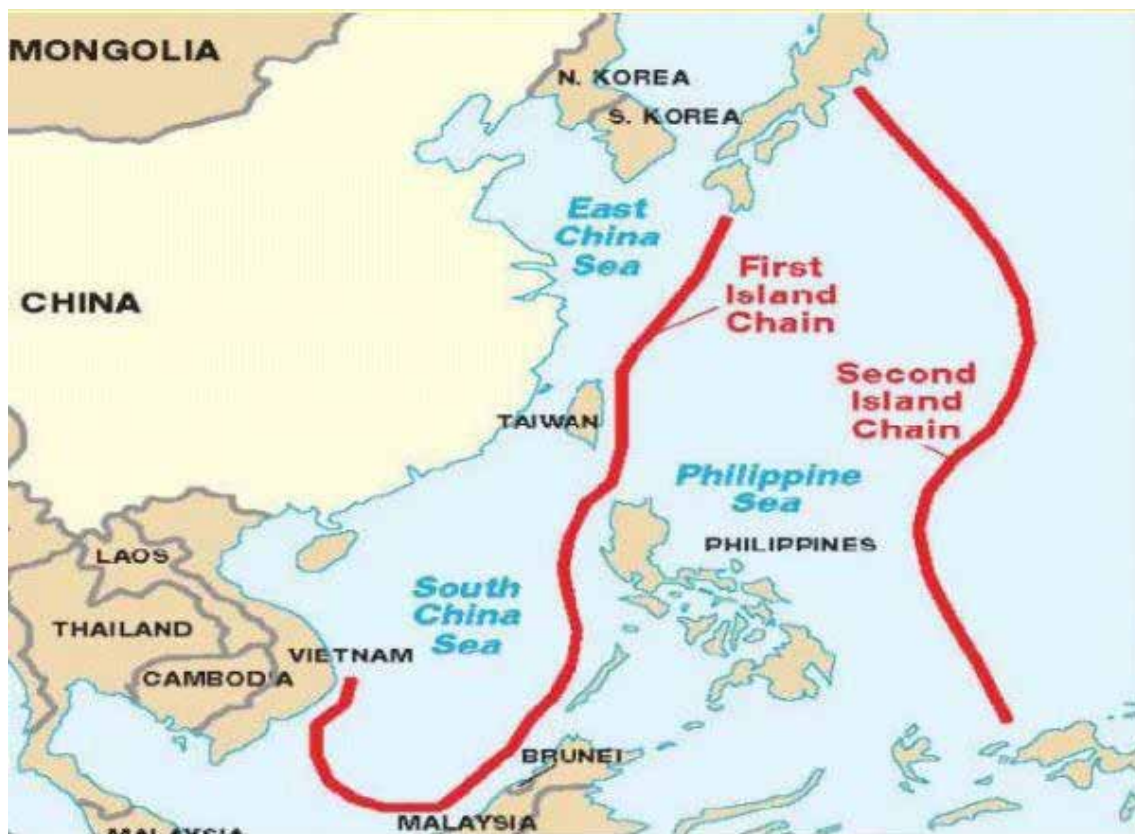 MONGOLIA
N. KOREA
S. KOREA
East
China
Sea
First
Island
Chain
CHINA
Second
Island
Chain
TAIWAN
Philippine
Sea
PHILIPPINES
LAOS
South
China
Sea
THAILAND
VIETNAM
CAMBODIA
BRUNEI
MALAYSIA
MALAYSIA